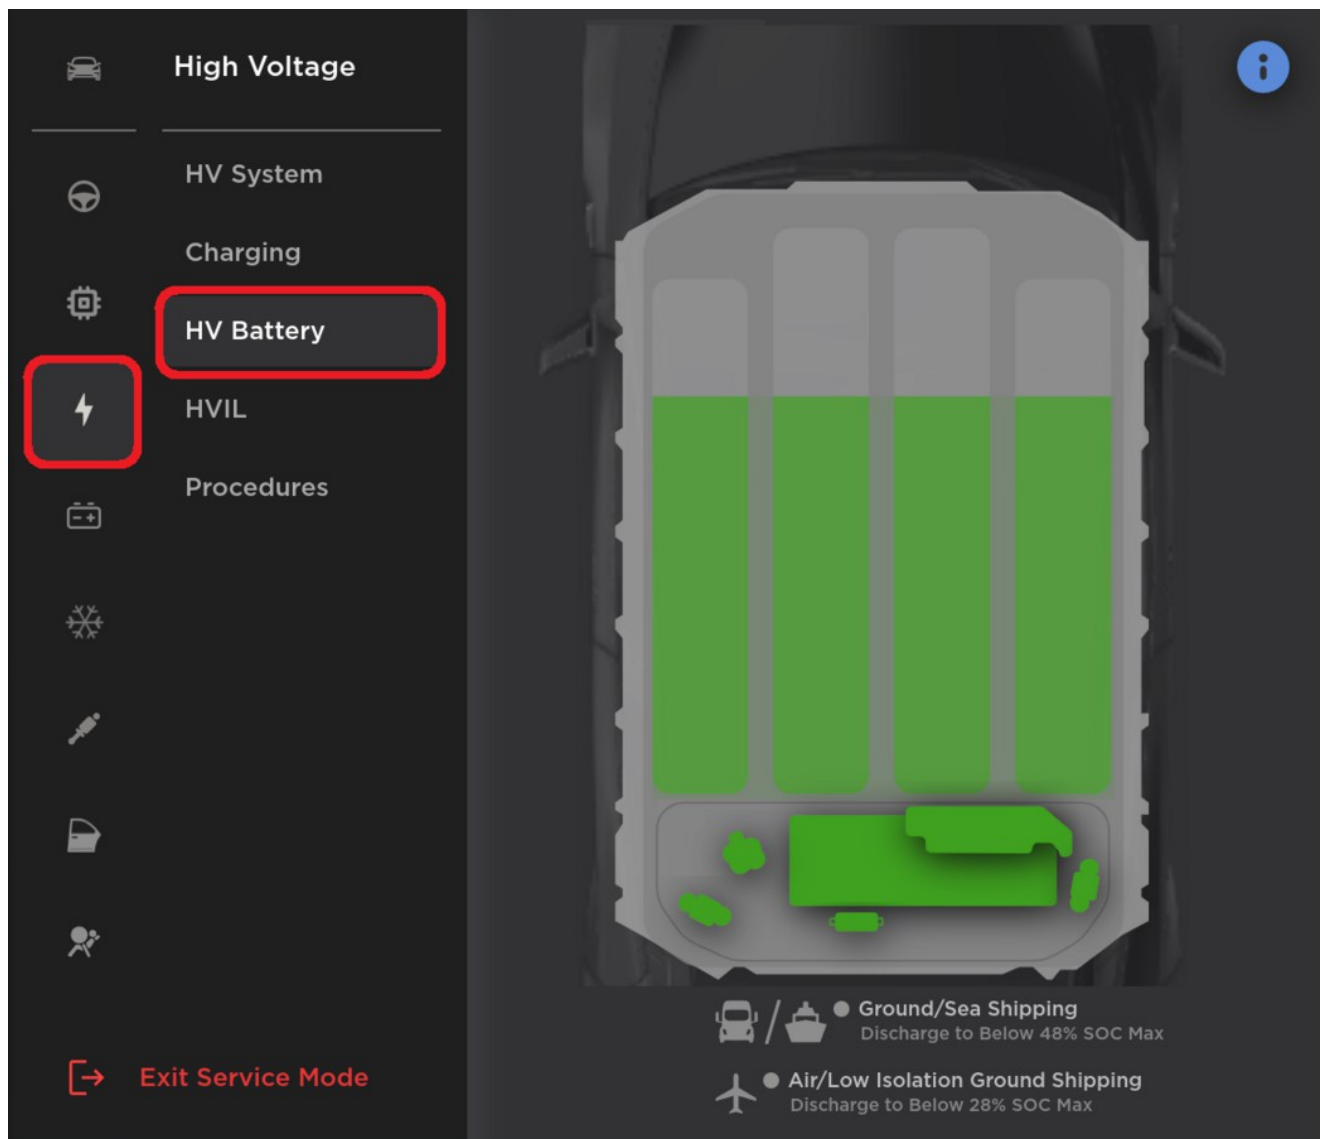 High Voltage
HV System
Charging
HV Battery
HVIL
Procedures
Exit Service Mode
Ground/Sea Shipping
Discharge to Below 48% SOC Max
Air/Low Isolation Ground Shipping
Discharge to Below 28% SOC Max